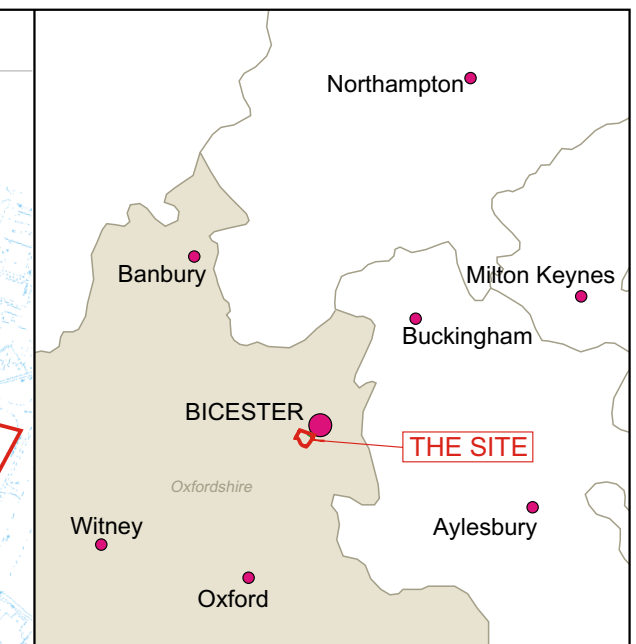 Northampton
Banbury
Milton Keynes
Buckingham
BICESTER
THE SITE
Oxfordshire
Witney
Aylesbury
Oxford